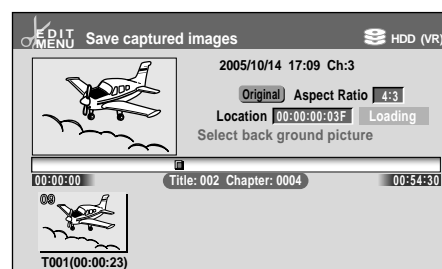 EDIT MENU Save captured images HDD (VR)
2005/10/14 17:09 Ch:3
Original Aspect Ratio 4:3
Location 00:00:00:03F Loading
Select back ground picture
00:00:00 Title: 002 Chapter: 0004 00:54:30
09
T001(00:00:23)